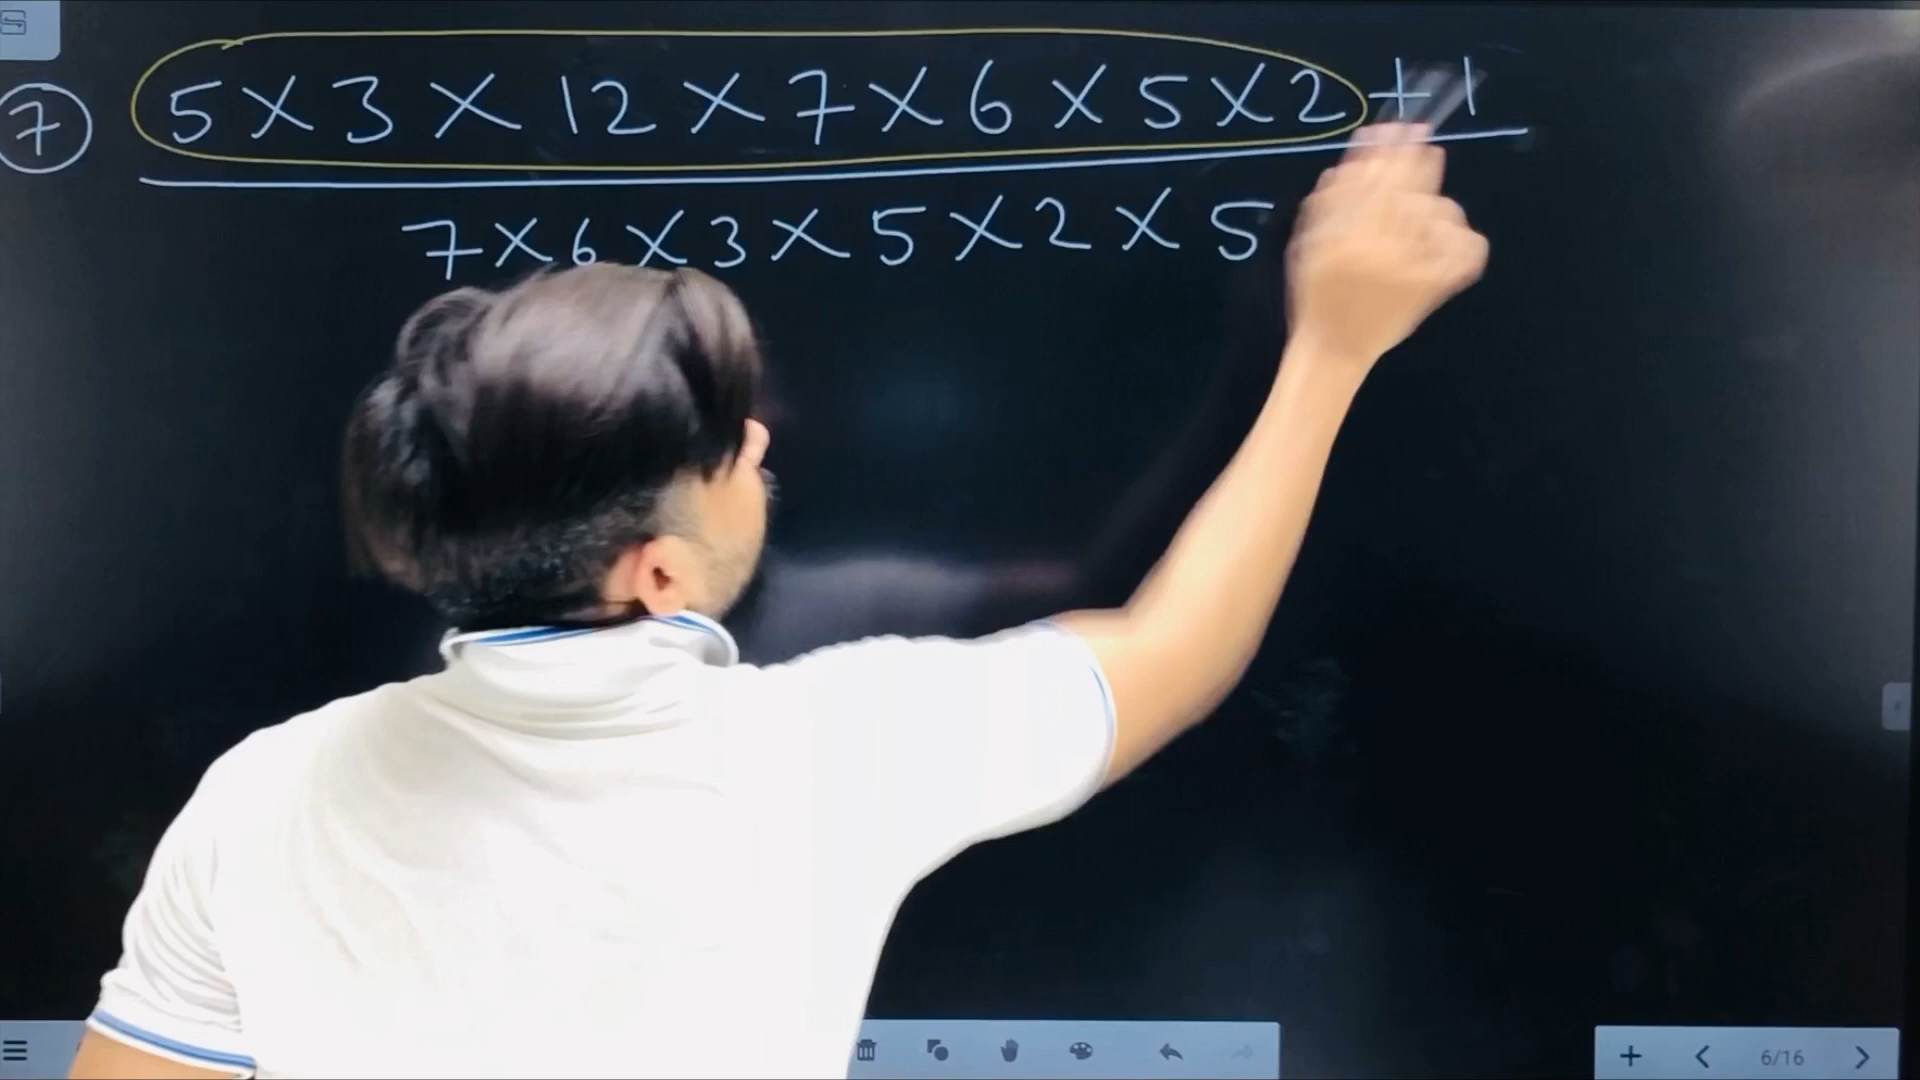 ⑦ 5 × 3 × 12 × 7 × 6 × 5 × 2 + 1
7 × 6 × 3 × 5 × 2 × 5
6/16